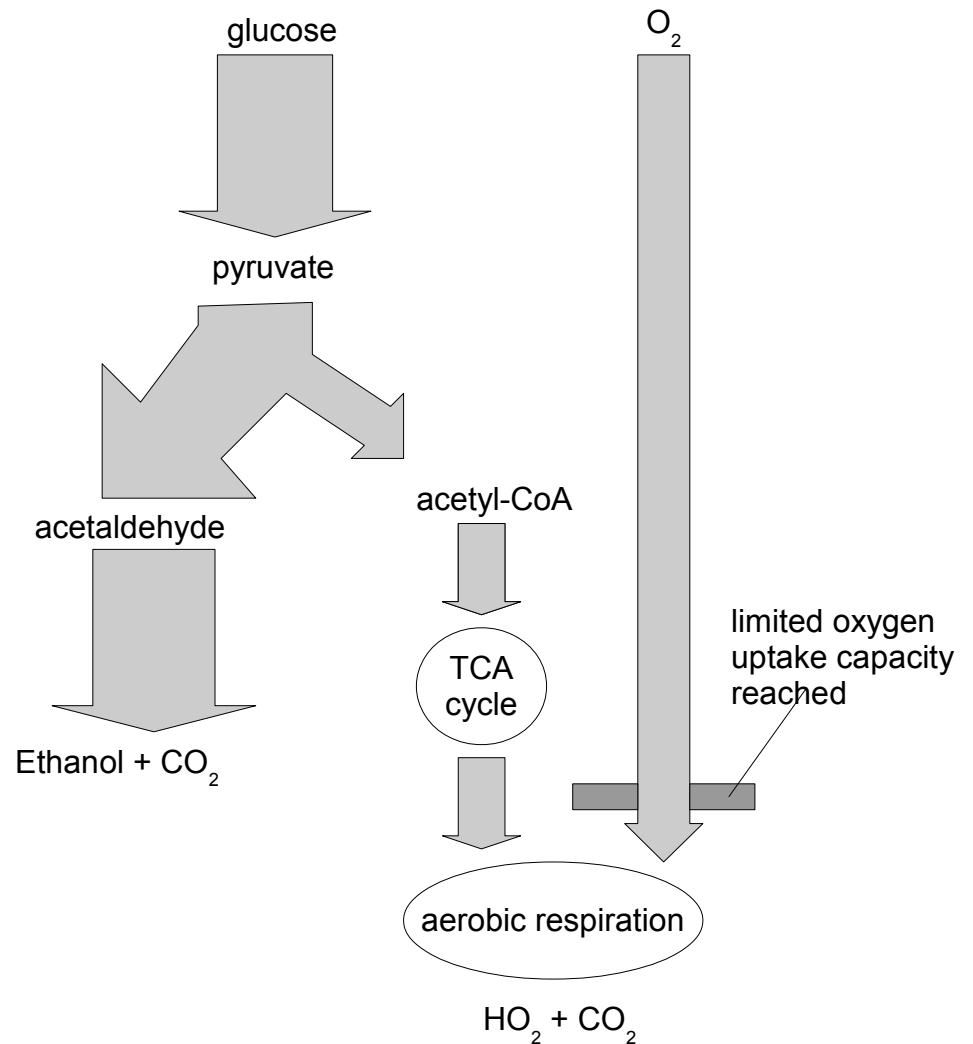 glucose
O₂
pyruvate
acetaldehyde
acetyl-CoA
limited oxygen
uptake capacity
reached
TCA
cycle
Ethanol + CO₂
aerobic respiration
HO₂ + CO₂